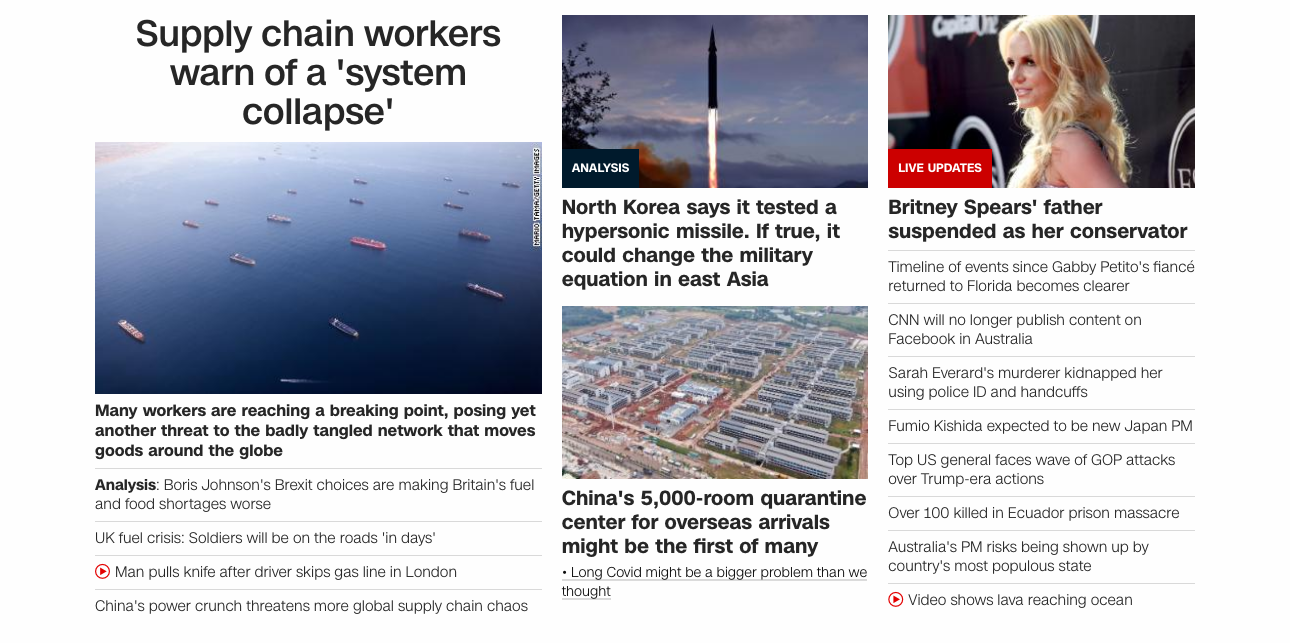 Supply chain workers
warn of a 'system
collapse'
MARIO TAMA/GETTY IMAGES
Many workers are reaching a breaking point, posing yet
another threat to the badly tangled network that moves
goods around the globe
Analysis: Boris Johnson's Brexit choices are making Britain's fuel
and food shortages worse
UK fuel crisis: Soldiers will be on the roads 'in days'
Man pulls knife after driver skips gas line in London
China's power crunch threatens more global supply chain chaos
ANALYSIS
North Korea says it tested a
hypersonic missile. If true, it
could change the military
equation in east Asia
China's 5,000-room quarantine
center for overseas arrivals
might be the first of many
• Long Covid might be a bigger problem than we
thought
Capital
LIVE UPDATES
Britney Spears' father
suspended as her conservator
Timeline of events since Gabby Petito's fiancé
returned to Florida becomes clearer
CNN will no longer publish content on
Facebook in Australia
Sarah Everard's murderer kidnapped her
using police ID and handcuffs
Fumio Kishida expected to be new Japan PM
Top US general faces wave of GOP attacks
over Trump-era actions
Over 100 killed in Ecuador prison massacre
Australia's PM risks being shown up by
country's most populous state
Video shows lava reaching ocean